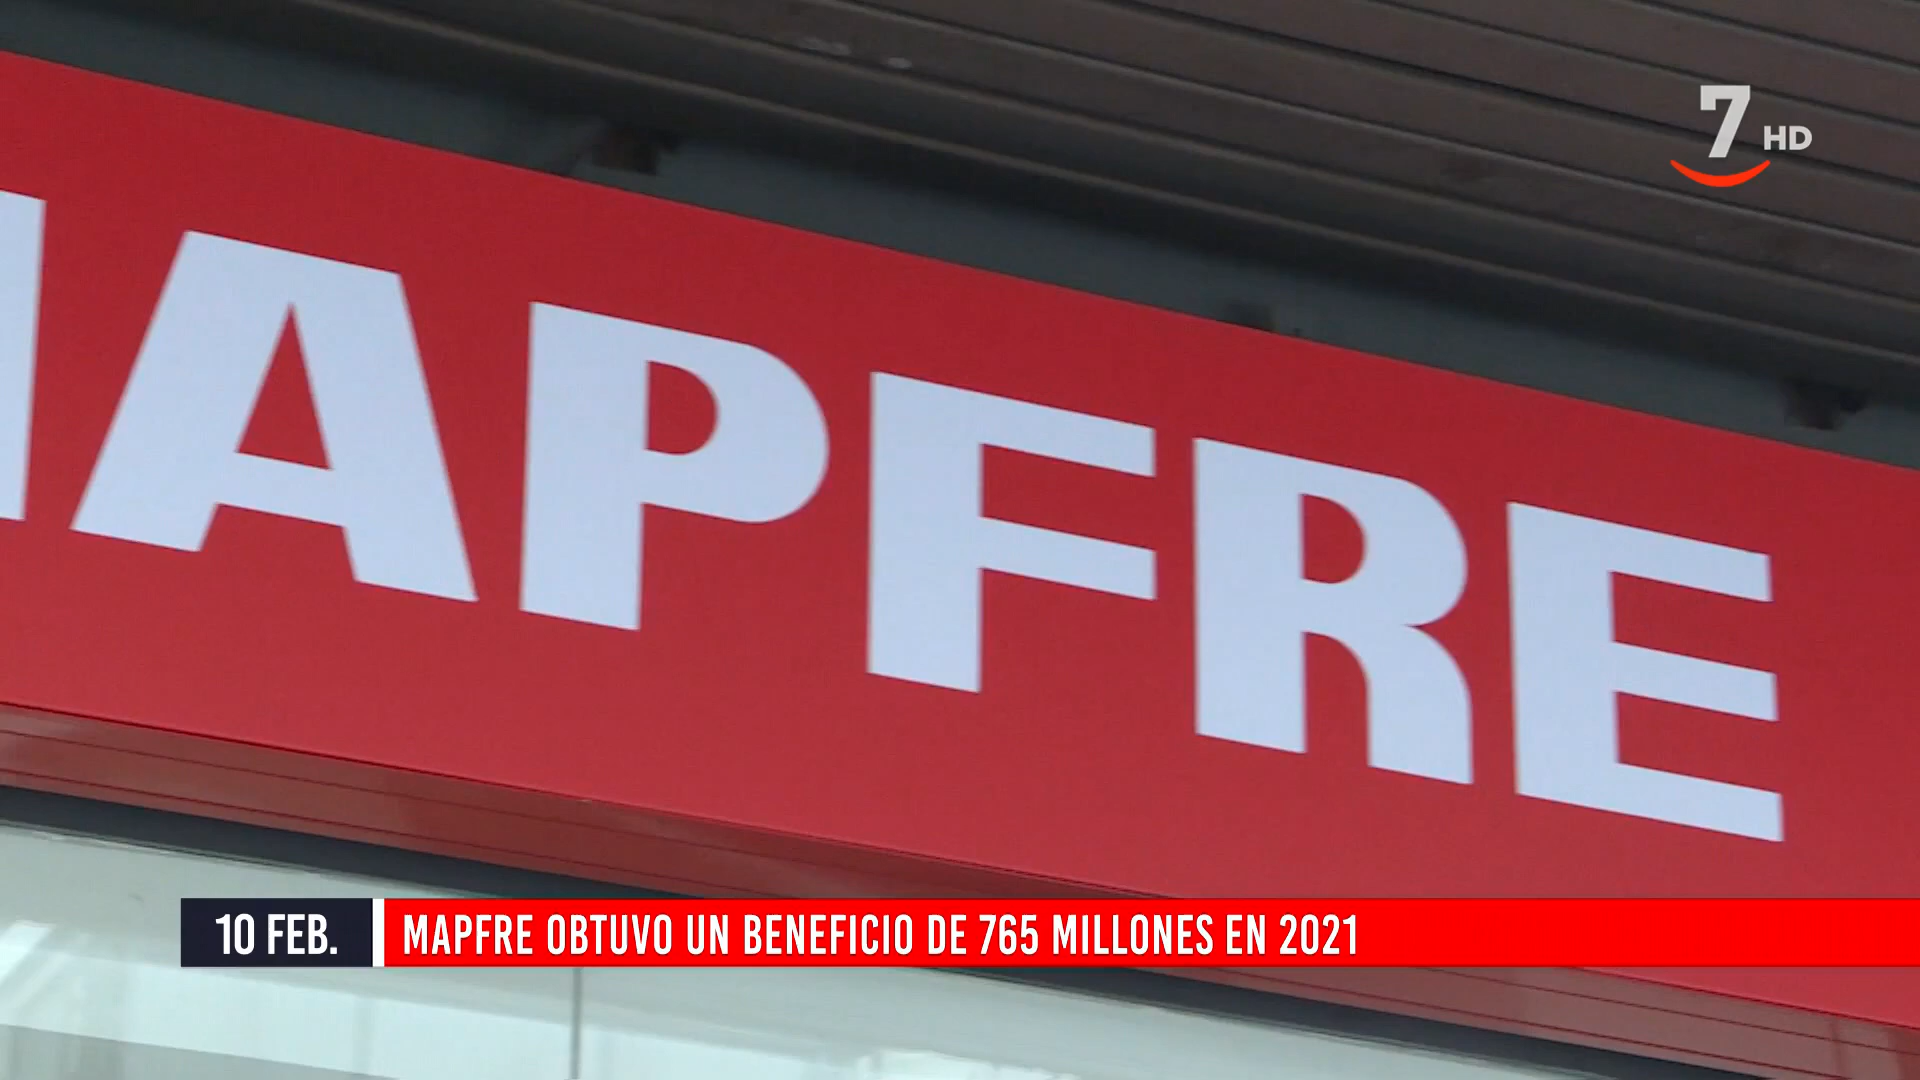 7 HD
MAPFRE
10 FEB. MAPFRE OBTUVO UN BENEFICIO DE 765 MILLONES EN 2021